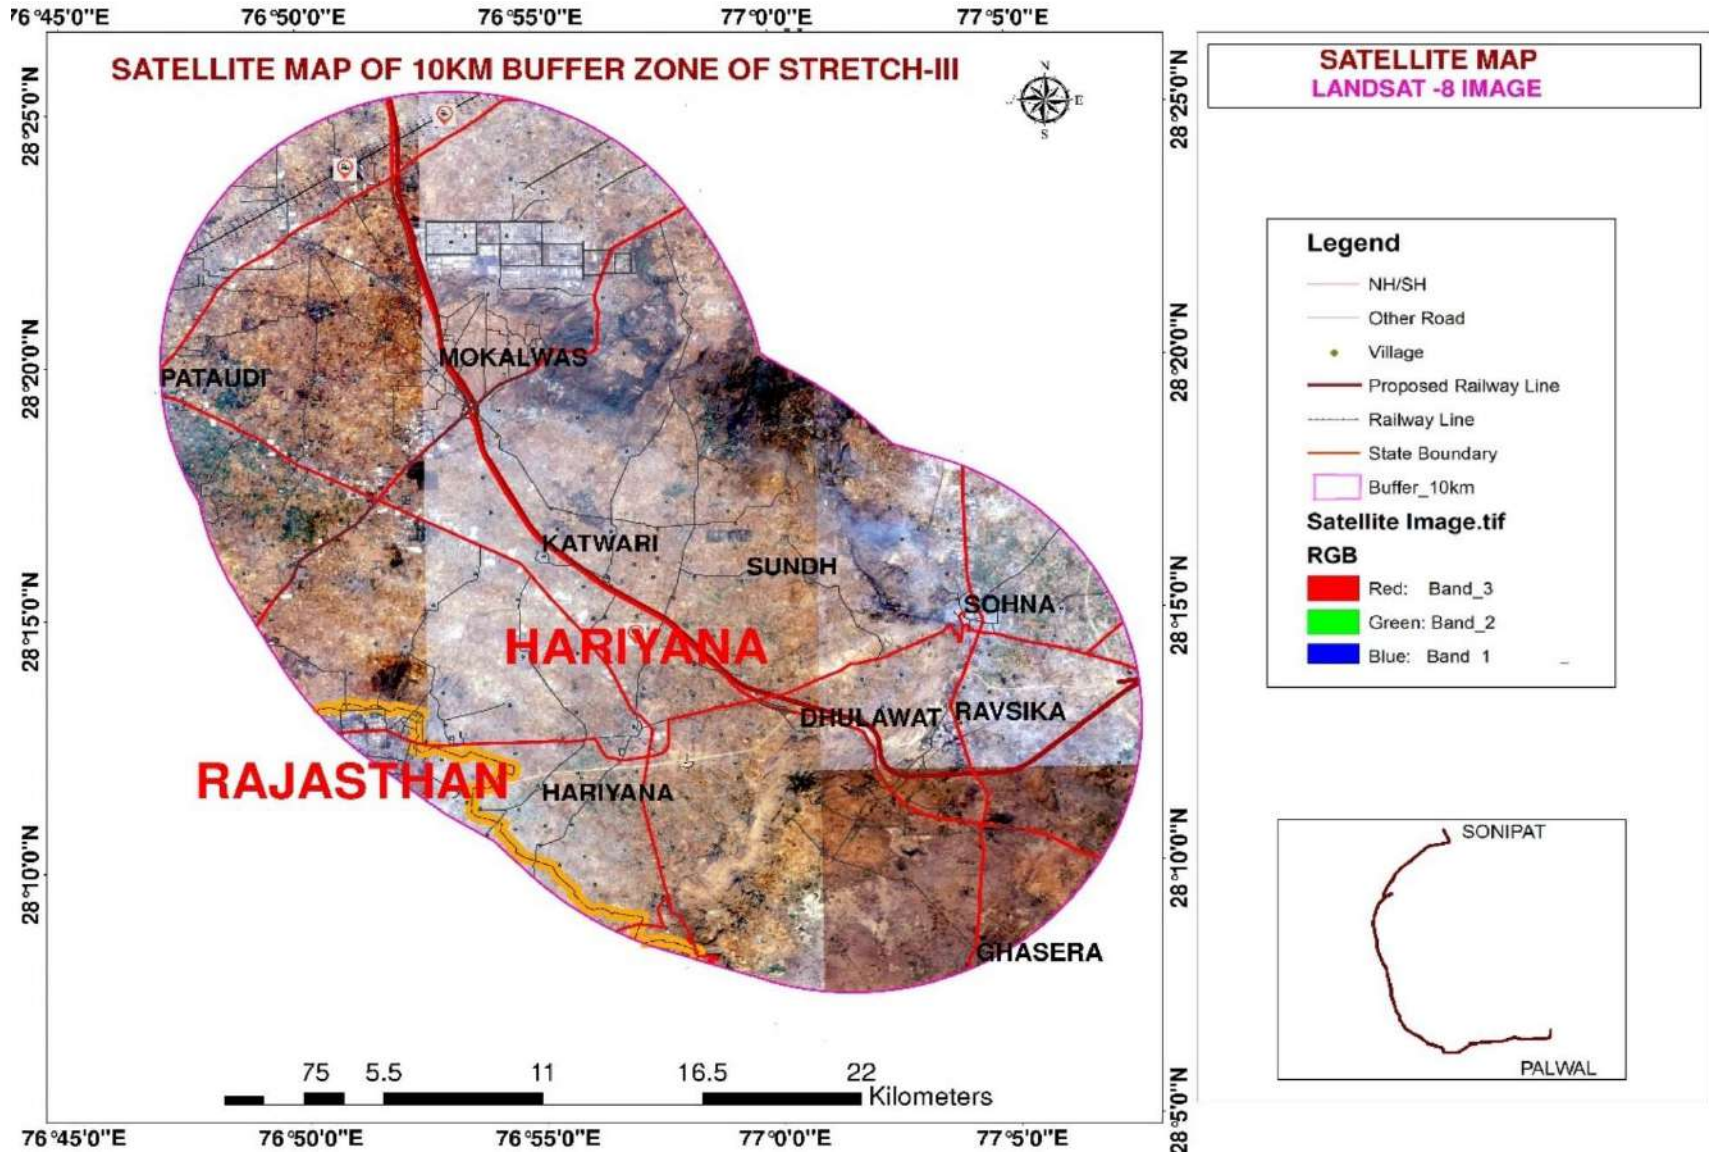 76°45'0"E 76°50'0"E 76°55'0"E 77°0'0"E 77°5'0"E
SATELLITE MAP OF 10KM BUFFER ZONE OF STRETCH-III
N
E
S
28°25'0"N
28°20'0"N
28°15'0"N
28°10'0"N
28°25'0"N
28°20'0"N
28°15'0"N
28°10'0"N
28°5'0"N
MOKALWAS
PATAUDI
KATWARI
SUNDH
SOHNA
HARIYANA
DHULAWAT
RAVSIKA
RAJASTHAN
HARIYANA
GHASERA
75 5.5 11 16.5 22
Kilometers
76°45'0"E 76°50'0"E 76°55'0"E 77°0'0"E 77°5'0"E
SATELLITE MAP
LANDSAT -8 IMAGE
Legend
NH/SH
Other Road
Village
Proposed Railway Line
Railway Line
State Boundary
Buffer_10km
Satellite Image.tif
RGB
Red: Band_3
Green: Band_2
Blue: Band 1
SONIPAT
PALWAL